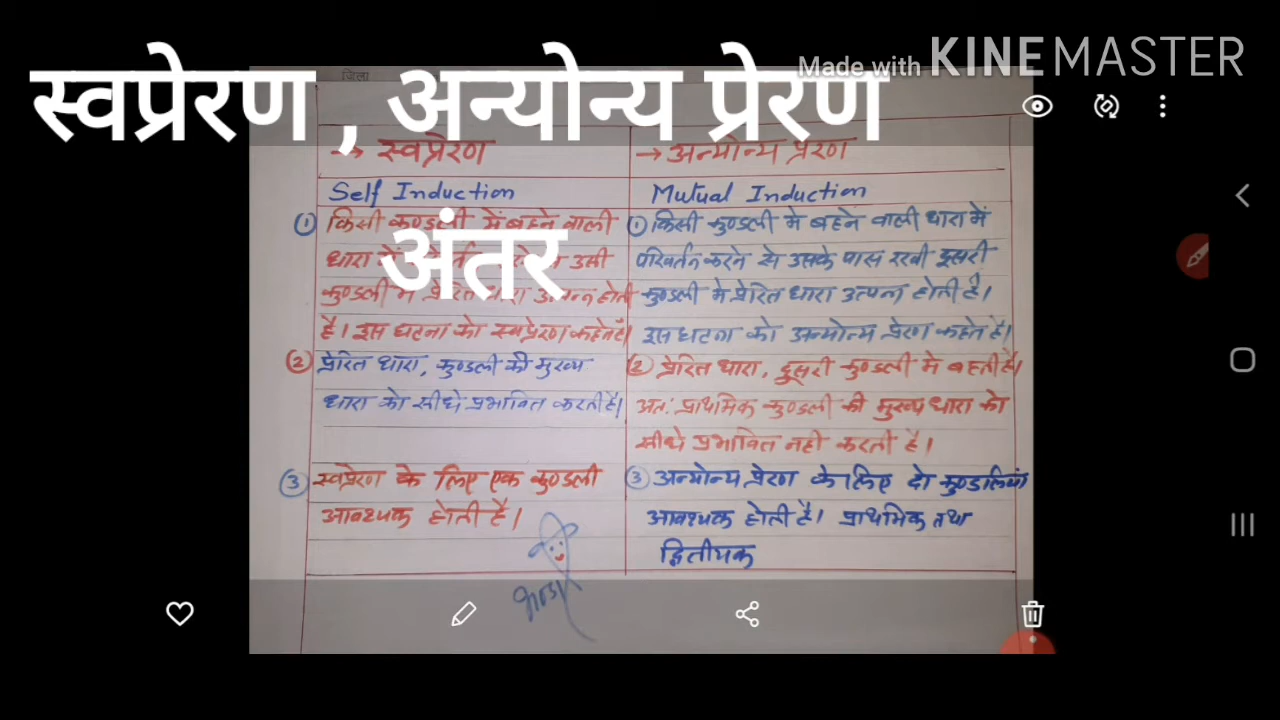 स्वप्रेरण , अन्योन्य प्रेरण
अंतर
Made with KINEMASTER
जिला
→ स्वप्रेरण
Self Induction
① किसी कुण्डली में बहने वाली
धारा में उसी
कुण्डली में प्रेरित धारा उत्पन्न होती
है। इस घटना को स्वप्रेरण कहते हैं।
② प्रेरित धारा, कुण्डली की मुख्य
धारा को सीधे प्रभावित करती है।
③ स्वप्रेरण के लिए एक कुण्डली
आवश्यक होती है।
→ अन्योन्य प्रेरण
Mutual Induction
① किसी कुण्डली मे बहने वाली धारा में
परिवर्तन करने से उसके पास रखी दूसरी
कुण्डली मे प्रेरित धारा उत्पन्न होती है।
इस घटना को अन्योन्य प्रेरण कहते है।
② प्रेरित धारा, दूसरी कुण्डली मे बहती है।
अतः प्राथमिक कुण्डली की मुख्य धारा को
सीधे प्रभावित नही करती है।
③ अन्योन्य प्रेरण के लिए दो कुण्डलियां
आवश्यक होती है। प्राथमिक तथा
द्वितीयक